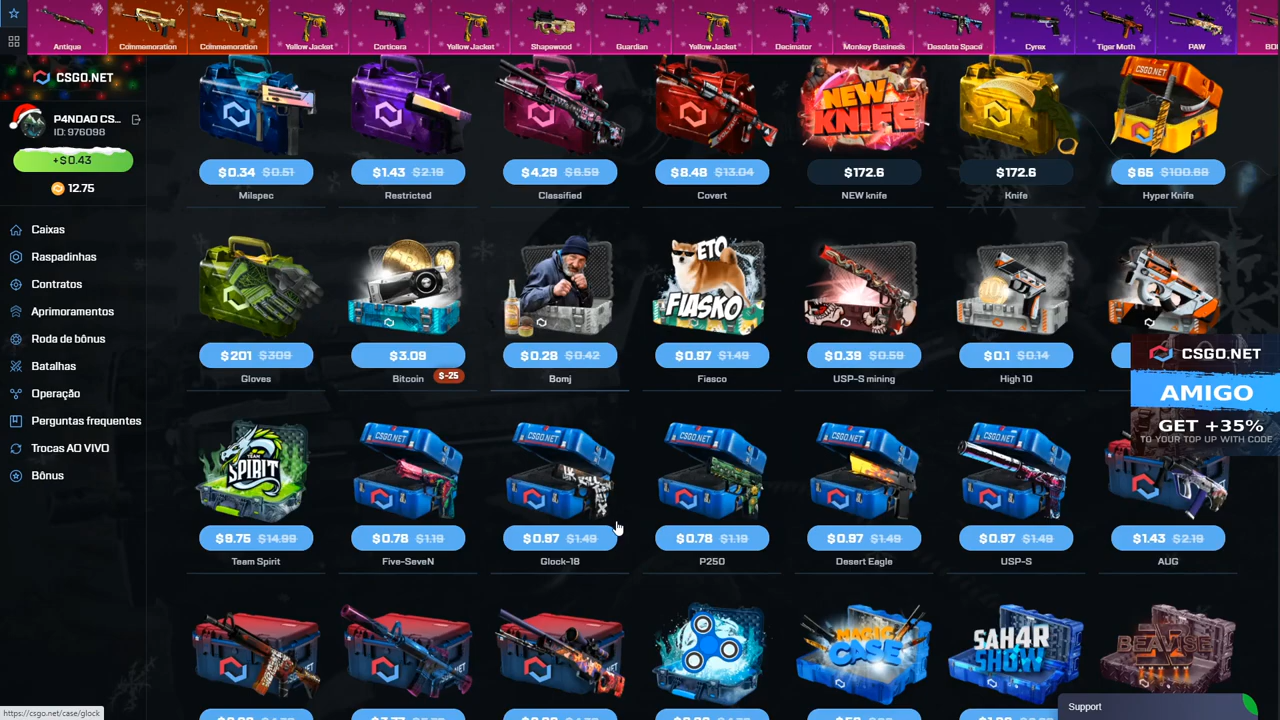 Antique
Commemoration
Commemoration
Yellow Jacket
Corticera
Yellow Jacket
Shapewood
Guardian
Yellow Jacket
Decimator
Monkey Business
Desolate Space
Cyrex
Tiger Moth
PAW
CSGO.NET
P4NDAO CS...
ID: 976098
+$0.43
12.75
Caixas
Raspadinhas
Contratos
Aprimoramentos
Roda de bônus
Batalhas
Operação
Perguntas frequentes
Trocas AO VIVO
Bônus
NEW KNIFE
CSGO.NET
$0.34 $0.51
$1.43 $2.19
$4.29 $6.59
$8.48 $13.04
$172.6
$172.6
$65 $100.68
Milspec
Restricted
Classified
Covert
NEW knife
Knife
Hyper Knife
ETO
FIASKO
$201 $309
$3.09
$0.28 $0.42
$0.97 $1.49
$0.39 $0.59
$0.1 $0.14
Gloves
Bitcoin
$-25
Bomj
Fiasco
USP-S mining
High 10
CSGO.NET
AMIGO
GET +35%
TO YOUR TOP UP WITH CODE
TEAM
SPIRIT
CSGO.NET
CSGO.NET
CSGO.NET
CSGO.NET
CSGO.NET
$9.75 $14.99
$0.78 $1.19
$0.97 $1.49
$0.78 $1.19
$0.97 $1.49
$0.97 $1.49
$1.43 $2.19
Team Spirit
Five-SeveN
Glock-18
P250
Desert Eagle
USP-S
AUG
MAGIC
CASE
SAH4R
SHOW
Support
https://csgo.net/case/glock